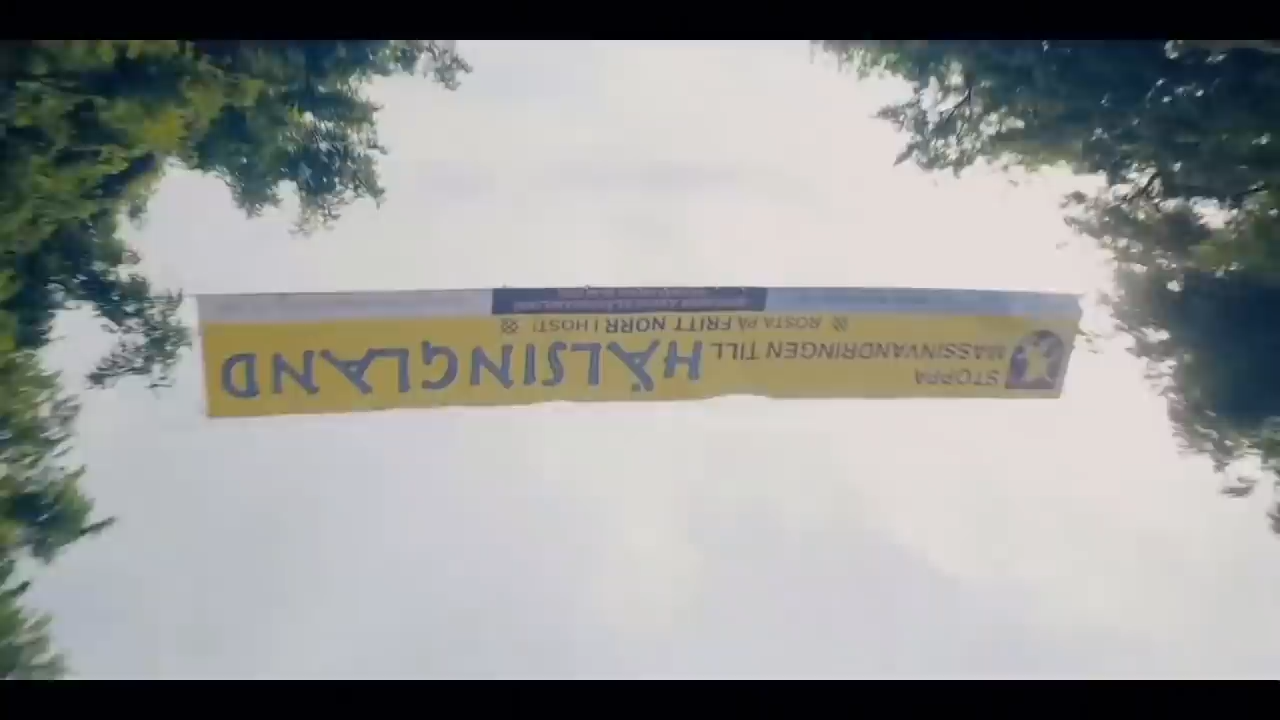 STOPPA
MASSINVANDRINGEN TILL HÄLSINGLAND
RÖSTA PÅ FRITT NORR I HÖST!